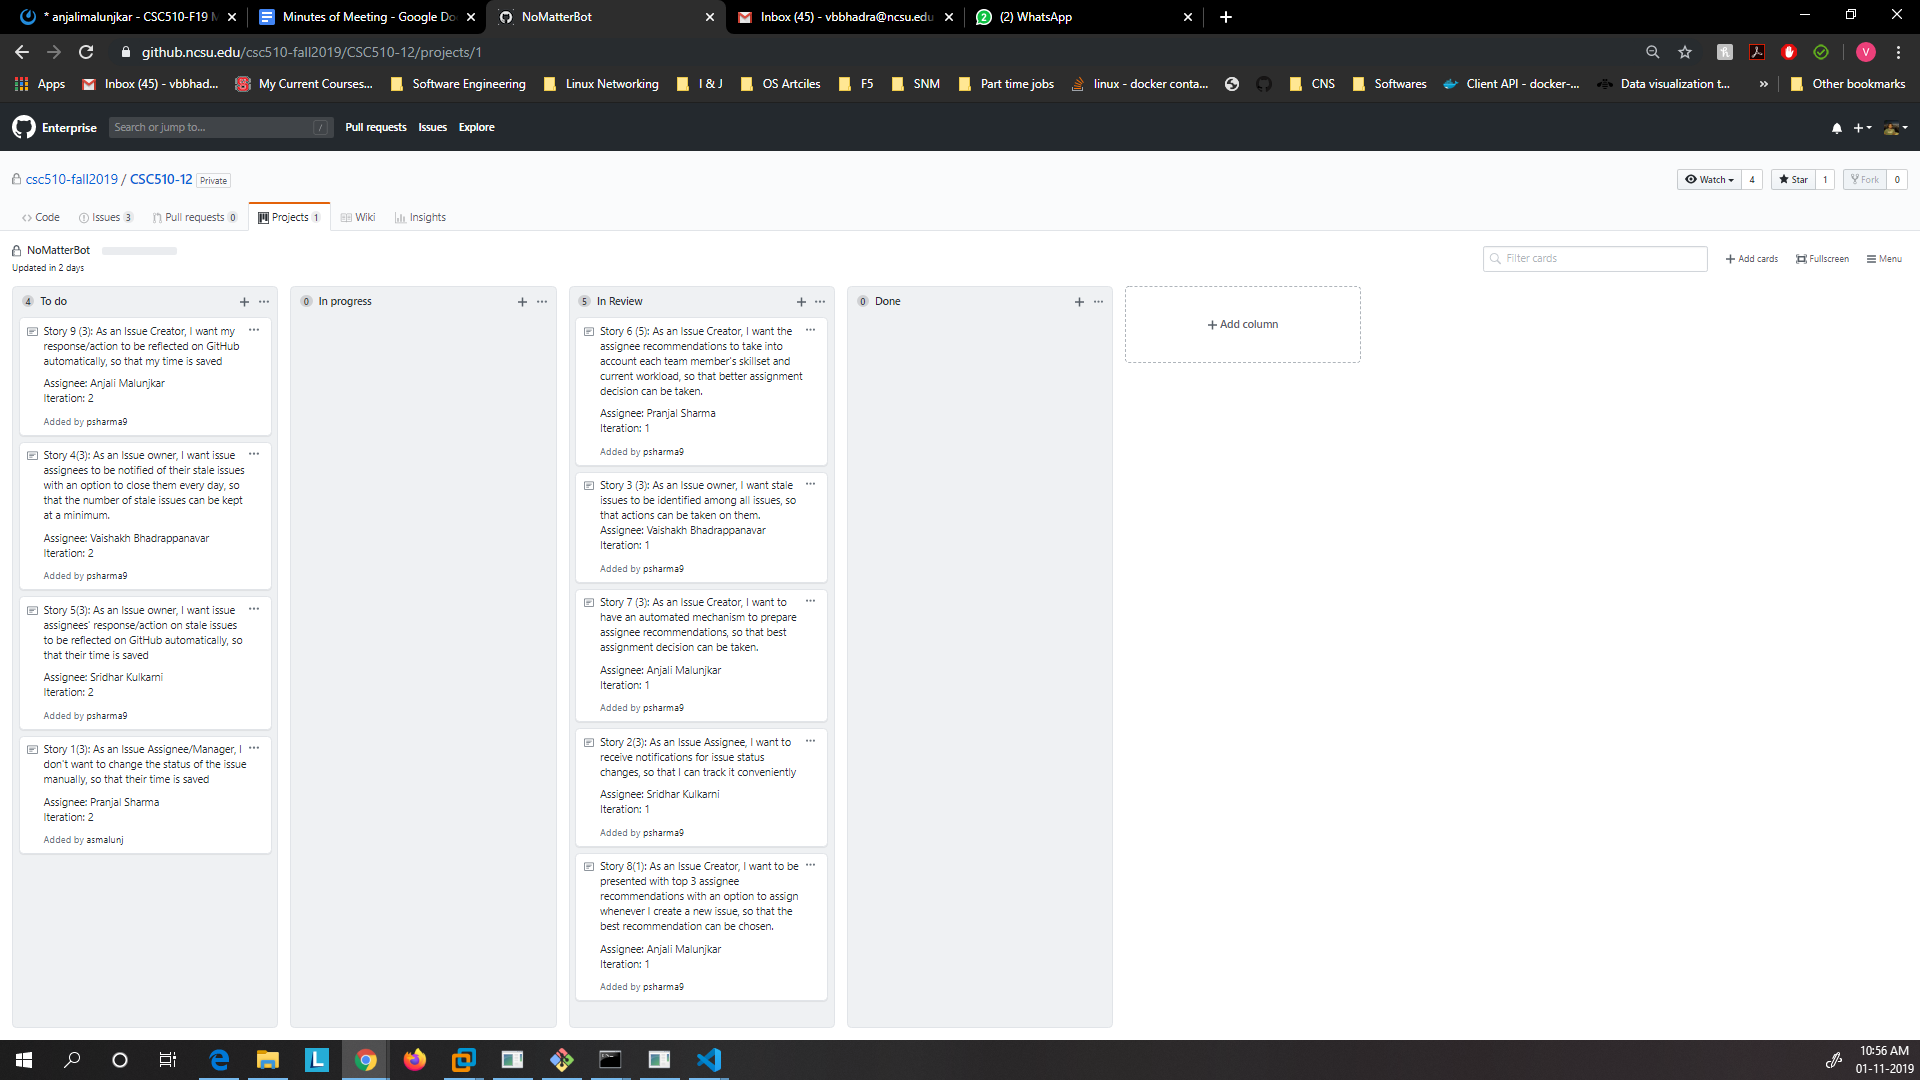 * anjalimalunjkar - CSC510-F19 M
Minutes of Meeting - Google Do
NoMatterBot
Inbox (45) - vbbhadra@ncsu.edu
(2) WhatsApp
github.ncsu.edu/csc510-fall2019/CSC510-12/projects/1
V
Apps
Inbox (45) - vbbhad...
My Current Courses...
Software Engineering
Linux Networking
I & J
OS Artciles
F5
SNM
Part time jobs
linux - docker conta...
CNS
Softwares
Client API - docker-...
Data visualization t...
»
Other bookmarks
Enterprise
Search or jump to...
/
Pull requests
Issues
Explore
csc510-fall2019 / CSC510-12 Private
Watch 4
Star 1
Fork 0
Code
Issues 3
Pull requests 0
Projects 1
Wiki
Insights
NoMatterBot
Updated in 2 days
Filter cards
+ Add cards
Fullscreen
Menu
4 To do
Story 9 (3): As an Issue Creator, I want my
response/action to be reflected on GitHub
automatically, so that my time is saved
Assignee: Anjali Malunjkar
Iteration: 2
Added by psharma9
Story 4(3): As an Issue owner, I want issue
assignees to be notified of their stale issues
with an option to close them every day, so
that the number of stale issues can be kept
at a minimum.
Assignee: Vaishakh Bhadrappanavar
Iteration: 2
Added by psharma9
Story 5(3): As an Issue owner, I want issue
assignees' response/action on stale issues
to be reflected on GitHub automatically, so
that their time is saved
Assignee: Sridhar Kulkarni
Iteration: 2
Added by psharma9
Story 1(3): As an Issue Assignee/Manager, I
don't want to change the status of the issue
manually, so that their time is saved
Assignee: Pranjal Sharma
Iteration: 2
Added by asmalunj
0 In progress
5 In Review
Story 6 (5): As an Issue Creator, I want the
assignee recommendations to take into
account each team member's skillset and
current workload, so that better assignment
decision can be taken.
Assignee: Pranjal Sharma
Iteration: 1
Added by psharma9
Story 3 (3): As an Issue owner, I want stale
issues to be identified among all issues, so
that actions can be taken on them.
Assignee: Vaishakh Bhadrappanavar
Iteration: 1
Added by psharma9
Story 7 (3): As an Issue Creator, I want to
have an automated mechanism to prepare
assignee recommendations, so that best
assignment decision can be taken.
Assignee: Anjali Malunjkar
Iteration: 1
Added by psharma9
Story 2(3): As an Issue Assignee, I want to
receive notifications for issue status
changes, so that I can track it conveniently
Assignee: Sridhar Kulkarni
Iteration: 1
Added by psharma9
Story 8(1): As an Issue Creator, I want to be
presented with top 3 assignee
recommendations with an option to assign
whenever I create a new issue, so that the
best recommendation can be chosen.
Assignee: Anjali Malunjkar
Iteration: 1
Added by psharma9
0 Done
+ Add column
L
10:56 AM
01-11-2019